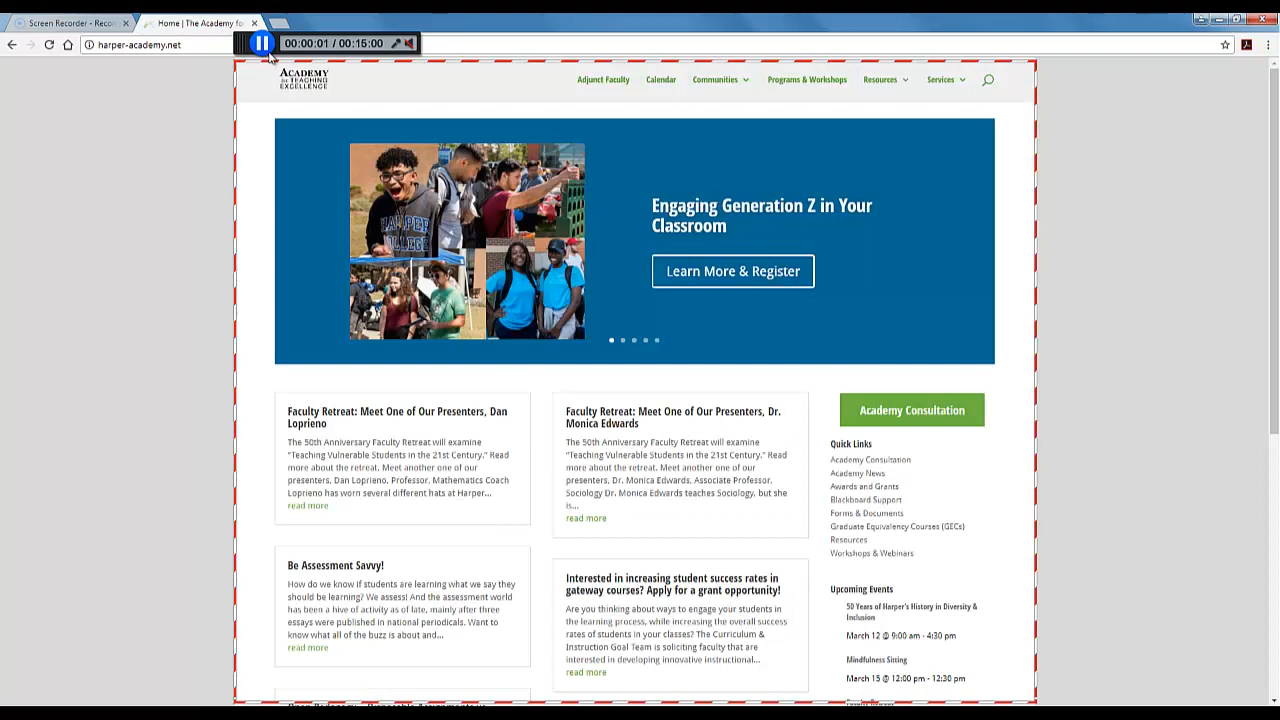 Screen Recorder - Recor
Home | The Academy fo
harper-academy.net
00:00:01 / 00:15:00
ACADEMY
for TEACHING
EXCELLENCE
Adjunct Faculty
Calendar
Communities
Programs & Workshops
Resources
Services
HARPER
COLLEGE
Engaging Generation Z in Your
Classroom
Learn More & Register
Faculty Retreat: Meet One of Our Presenters, Dan
Loprieno
The 50th Anniversary Faculty Retreat will examine
“Teaching Vulnerable Students in the 21st Century.” Read
more about the retreat. Meet another one of our
presenters, Dan Loprieno, Professor, Mathematics Coach
Loprieno has worn several different hats at Harper...
read more
Be Assessment Savvy!
How do we know if students are learning what we say they
should be learning? We assess! And the assessment world
has been a hive of activity as of late, mainly after three
essays were published in national periodicals. Want to
know what all of the buzz is about and...
read more
Faculty Retreat: Meet One of Our Presenters, Dr.
Monica Edwards
The 50th Anniversary Faculty Retreat will examine
“Teaching Vulnerable Students in the 21st Century.” Read
more about the retreat. Meet another one of our
presenters, Dr. Monica Edwards, Associate Professor,
Sociology Dr. Monica Edwards teaches Sociology, but she
is...
read more
Interested in increasing student success rates in
gateway courses? Apply for a grant opportunity!
Are you thinking about ways to engage your students in
the learning process, while increasing the overall success
rates of students in your classes? The Curriculum &
Instruction Goal Team is soliciting faculty that are
interested in developing innovative instructional...
read more
Academy Consultation
Quick Links
Academy Consultation
Academy News
Awards and Grants
Blackboard Support
Forms & Documents
Graduate Equivalency Courses (GECs)
Resources
Workshops & Webinars
Upcoming Events
50 Years of Harper's History in Diversity &
Inclusion
March 12 @ 9:00 am - 4:30 pm
Mindfulness Sitting
March 15 @ 12:00 pm - 12:30 pm